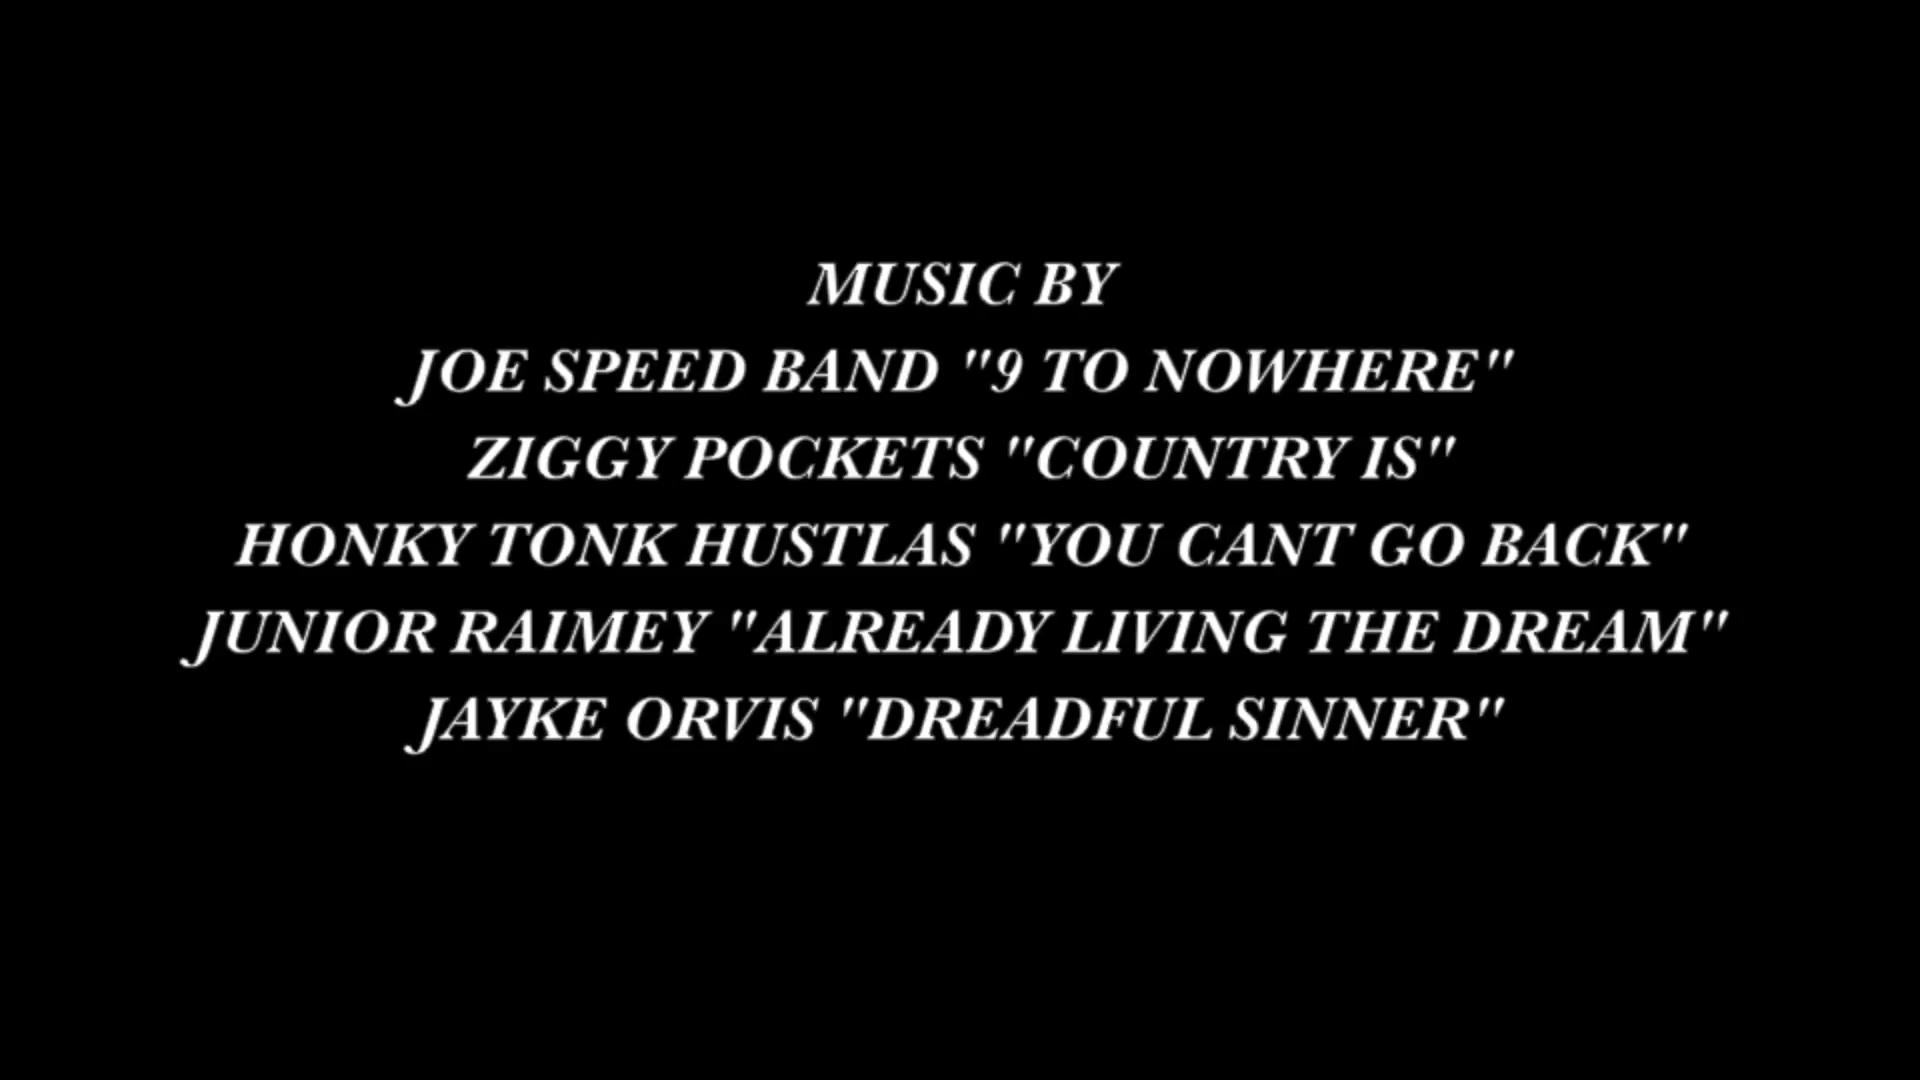 MUSIC BY
JOE SPEED BAND "9 TO NOWHERE"
ZIGGY POCKETS "COUNTRY IS"
HONKY TONK HUSTLAS "YOU CANT GO BACK"
JUNIOR RAIMEY "ALREADY LIVING THE DREAM"
JAYKE ORVIS "DREADFUL SINNER"